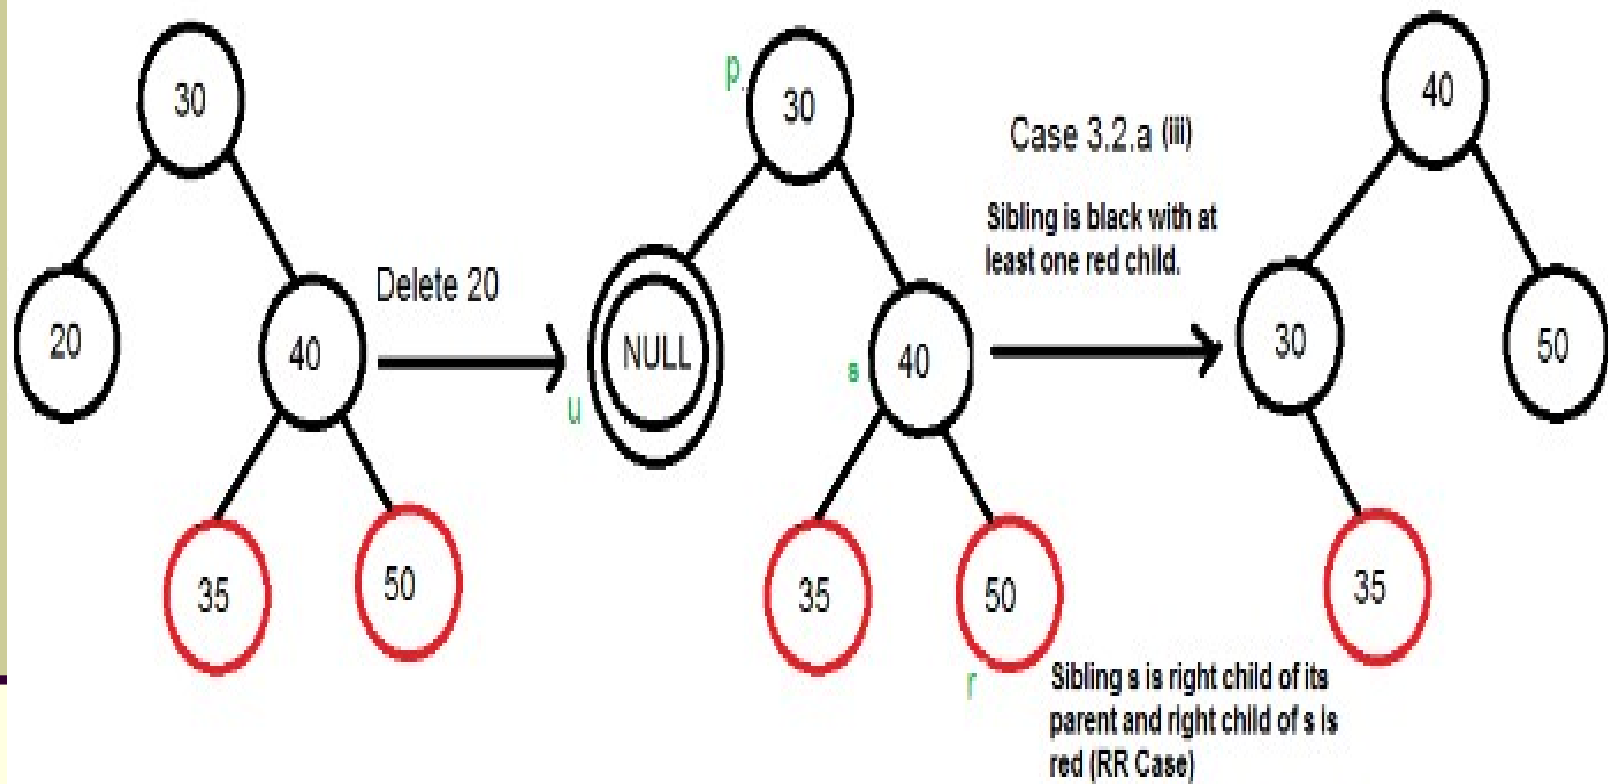 30
20
40
35
50
Delete 20
p
30
NULL
u
s
40
35
50
r
Case 3.2.a (iii)
Sibling is black with at
least one red child.
Sibling s is right child of its
parent and right child of s is
red (RR Case)
40
30
50
35